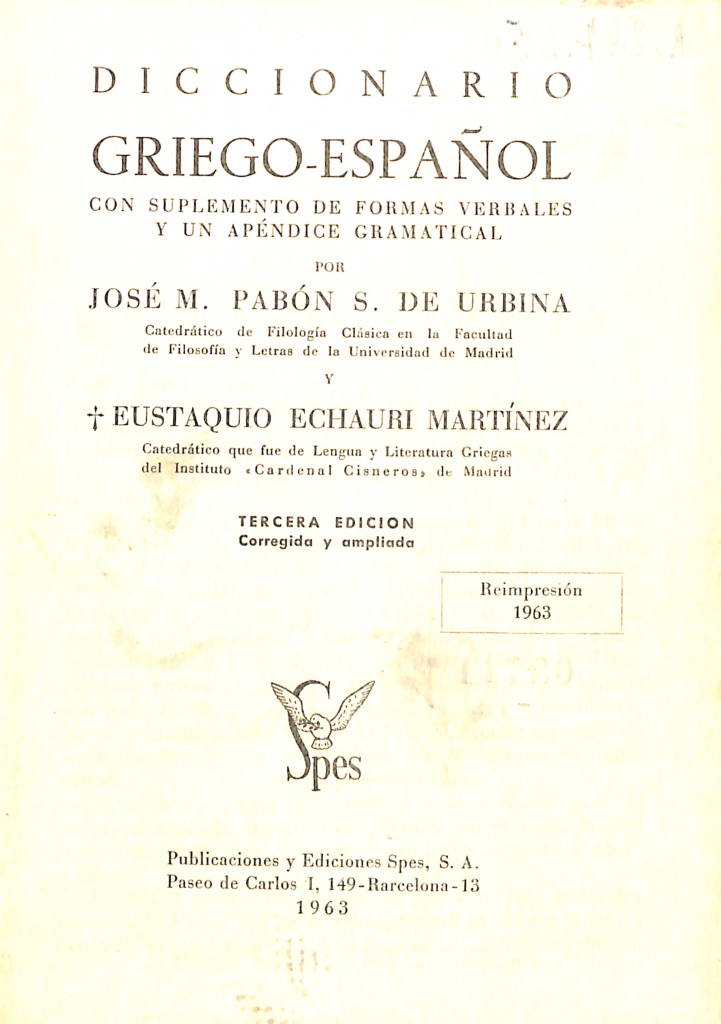 DICCIONARIO
GRIEGO-ESPAÑOL
CON SUPLEMENTO DE FORMAS VERBALES
Y UN APÉNDICE GRAMATICAL
POR
JOSÉ M. PABÓN S. DE URBINA
Catedrático de Filología Clásica en la Facultad
de Filosofía y Letras de la Universidad de Madrid
Y
† EUSTAQUIO ECHAURI MARTÍNEZ
Catedrático que fue de Lengua y Literatura Griegas
del Instituto «Cardenal Cisneros» de Madrid
TERCERA EDICION
Corregida y ampliada
Reimpresión
1963
Spes
Publicaciones y Ediciones Spes, S. A.
Paseo de Carlos I, 149-Barcelona-13
1963